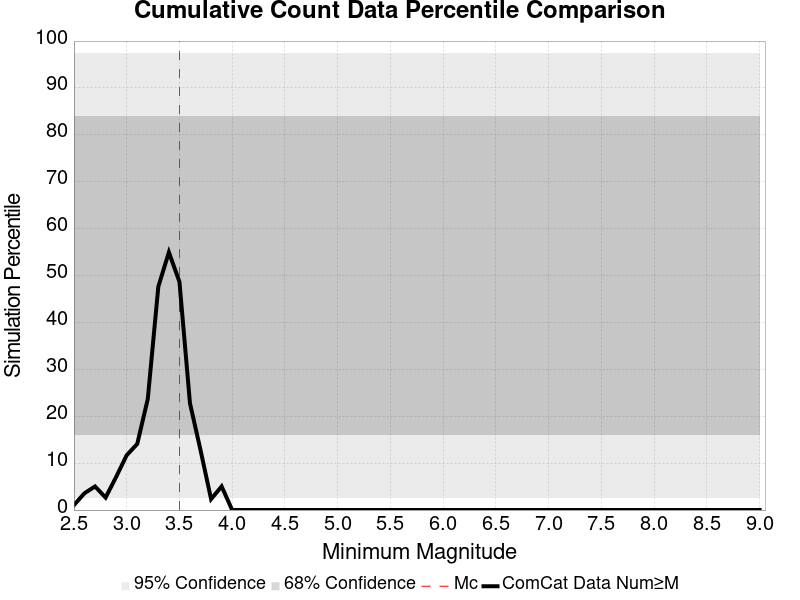 Cumulative Count Data Percentile Comparison
100
90
80
70
60
50
40
30
20
10
0
Simulation Percentile
2.5 3.0 3.5 4.0 4.5 5.0 5.5 6.0 6.5 7.0 7.5 8.0 8.5 9.0
Minimum Magnitude
95% Confidence 68% Confidence Mc ComCat Data Num≥M